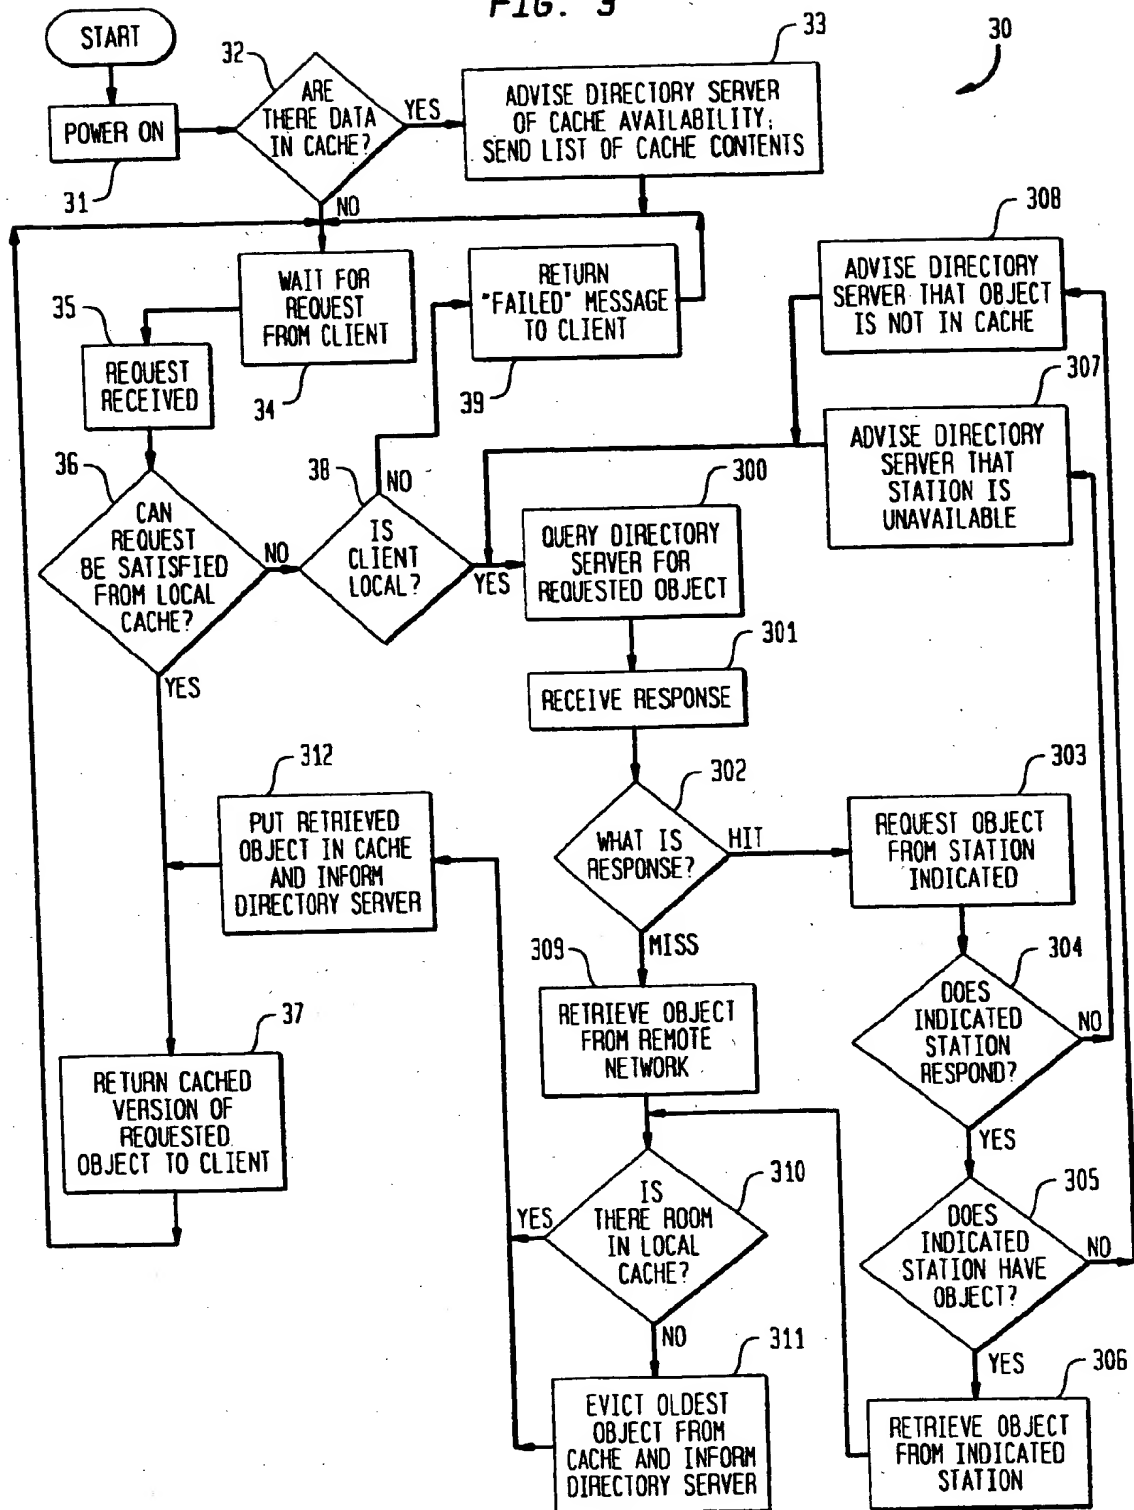 FIG. 3
30
START
POWER ON
31
32
ARE
THERE DATA
IN CACHE?
YES
NO
33
ADVISE DIRECTORY SERVER
OF CACHE AVAILABILITY;
SEND LIST OF CACHE CONTENTS
WAIT FOR
REQUEST
FROM CLIENT
34
35
REQUEST
RECEIVED
36
CAN
REQUEST
BE SATISFIED
FROM LOCAL
CACHE?
NO
YES
38
IS
CLIENT
LOCAL?
NO
YES
RETURN
"FAILED" MESSAGE
TO CLIENT
39
308
ADVISE DIRECTORY
SERVER THAT OBJECT
IS NOT IN CACHE
307
ADVISE DIRECTORY
SERVER THAT
STATION IS
UNAVAILABLE
300
QUERY DIRECTORY
SERVER FOR
REQUESTED OBJECT
301
RECEIVE RESPONSE
302
WHAT IS
RESPONSE?
HIT
MISS
303
REQUEST OBJECT
FROM STATION
INDICATED
304
DOES
INDICATED
STATION
RESPOND?
NO
YES
305
DOES
INDICATED
STATION HAVE
OBJECT?
NO
YES
306
RETRIEVE OBJECT
FROM INDICATED
STATION
309
RETRIEVE OBJECT
FROM REMOTE
NETWORK
310
IS
THERE ROOM
IN LOCAL
CACHE?
YES
NO
311
EVICT OLDEST
OBJECT FROM
CACHE AND INFORM
DIRECTORY SERVER
312
PUT RETRIEVED
OBJECT IN CACHE
AND INFORM
DIRECTORY SERVER
37
RETURN CACHED
VERSION OF
REQUESTED
OBJECT TO CLIENT